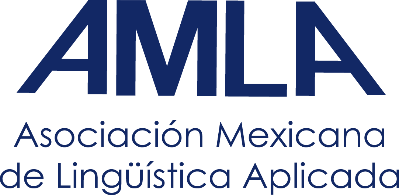 AMLA
Asociación Mexicana
de Lingüística Aplicada